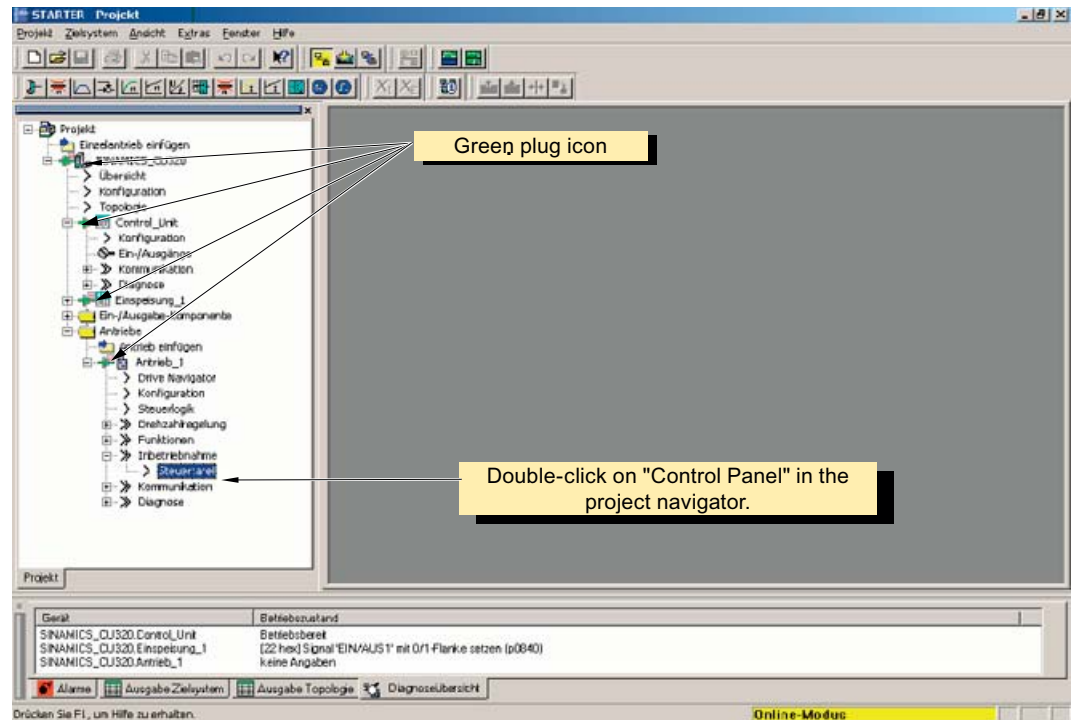 STARTER Projekt
Projekt Zielsystem Ansicht Extras Fenster Hilfe
Projekt
Einzelantrieb einfügen
SINAMICS_CU320
Übersicht
Konfiguration
Topologie
Control_Unit
Konfiguration
Ein-/Ausgänge
Kommunikation
Diagnose
Einspeisung_1
Ein-/Ausgabe-Komponente
Antriebe
Antrieb einfügen
Antrieb_1
Drive Navigator
Konfiguration
Steuerlogik
Drehzahlregelung
Funktionen
Inbetriebnahme
Steuertafel
Kommunikation
Diagnose
Green plug icon
Double-click on "Control Panel" in the
project navigator.
Projekt
Gerät Betriebszustand
SINAMICS_CU320.Control_Unit Betriebsbereit
SINAMICS_CU320.Einspeisung_1 [22 hex] Signal 'EIN/AUS1' mit 0/1-Flanke setzen (p0840)
SINAMICS_CU320.Antrieb_1 keine Angaben
Alarme Ausgabe Zielsystem Ausgabe Topologie Diagnoseübersicht
Drücken Sie F1, um Hilfe zu erhalten. Online-Modus